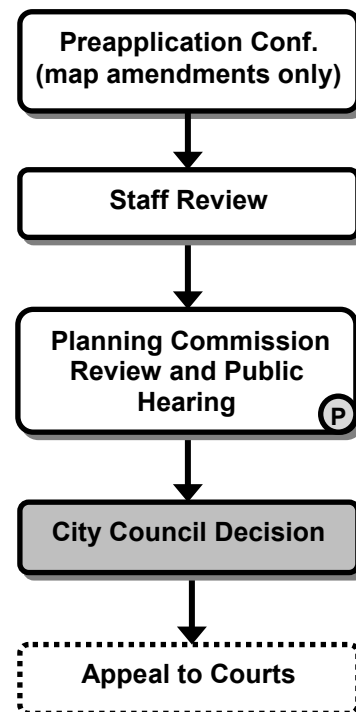 Preapplication Conf.
(map amendments only)
Staff Review
Planning Commission
Review and Public
Hearing
P
City Council Decision
Appeal to Courts